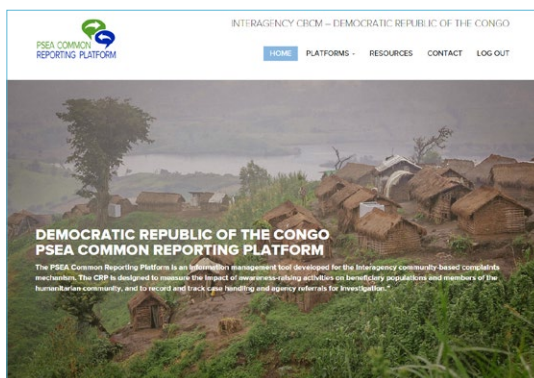 PSEA COMMON
REPORTING PLATFORM
INTERAGENCY CBCM – DEMOCRATIC REPUBLIC OF THE CONGO
HOME PLATFORMS RESOURCES CONTACT LOG OUT
DEMOCRATIC REPUBLIC OF THE CONGO
PSEA COMMON REPORTING PLATFORM
The PSEA Common Reporting Platform is an information management tool developed for the Interagency community-based complaints
mechanism. The CRP is designed to measure the impact of awareness-raising activities on beneficiary populations and members of the
humanitarian community, and to record and track case handling and agency referrals for investigation."